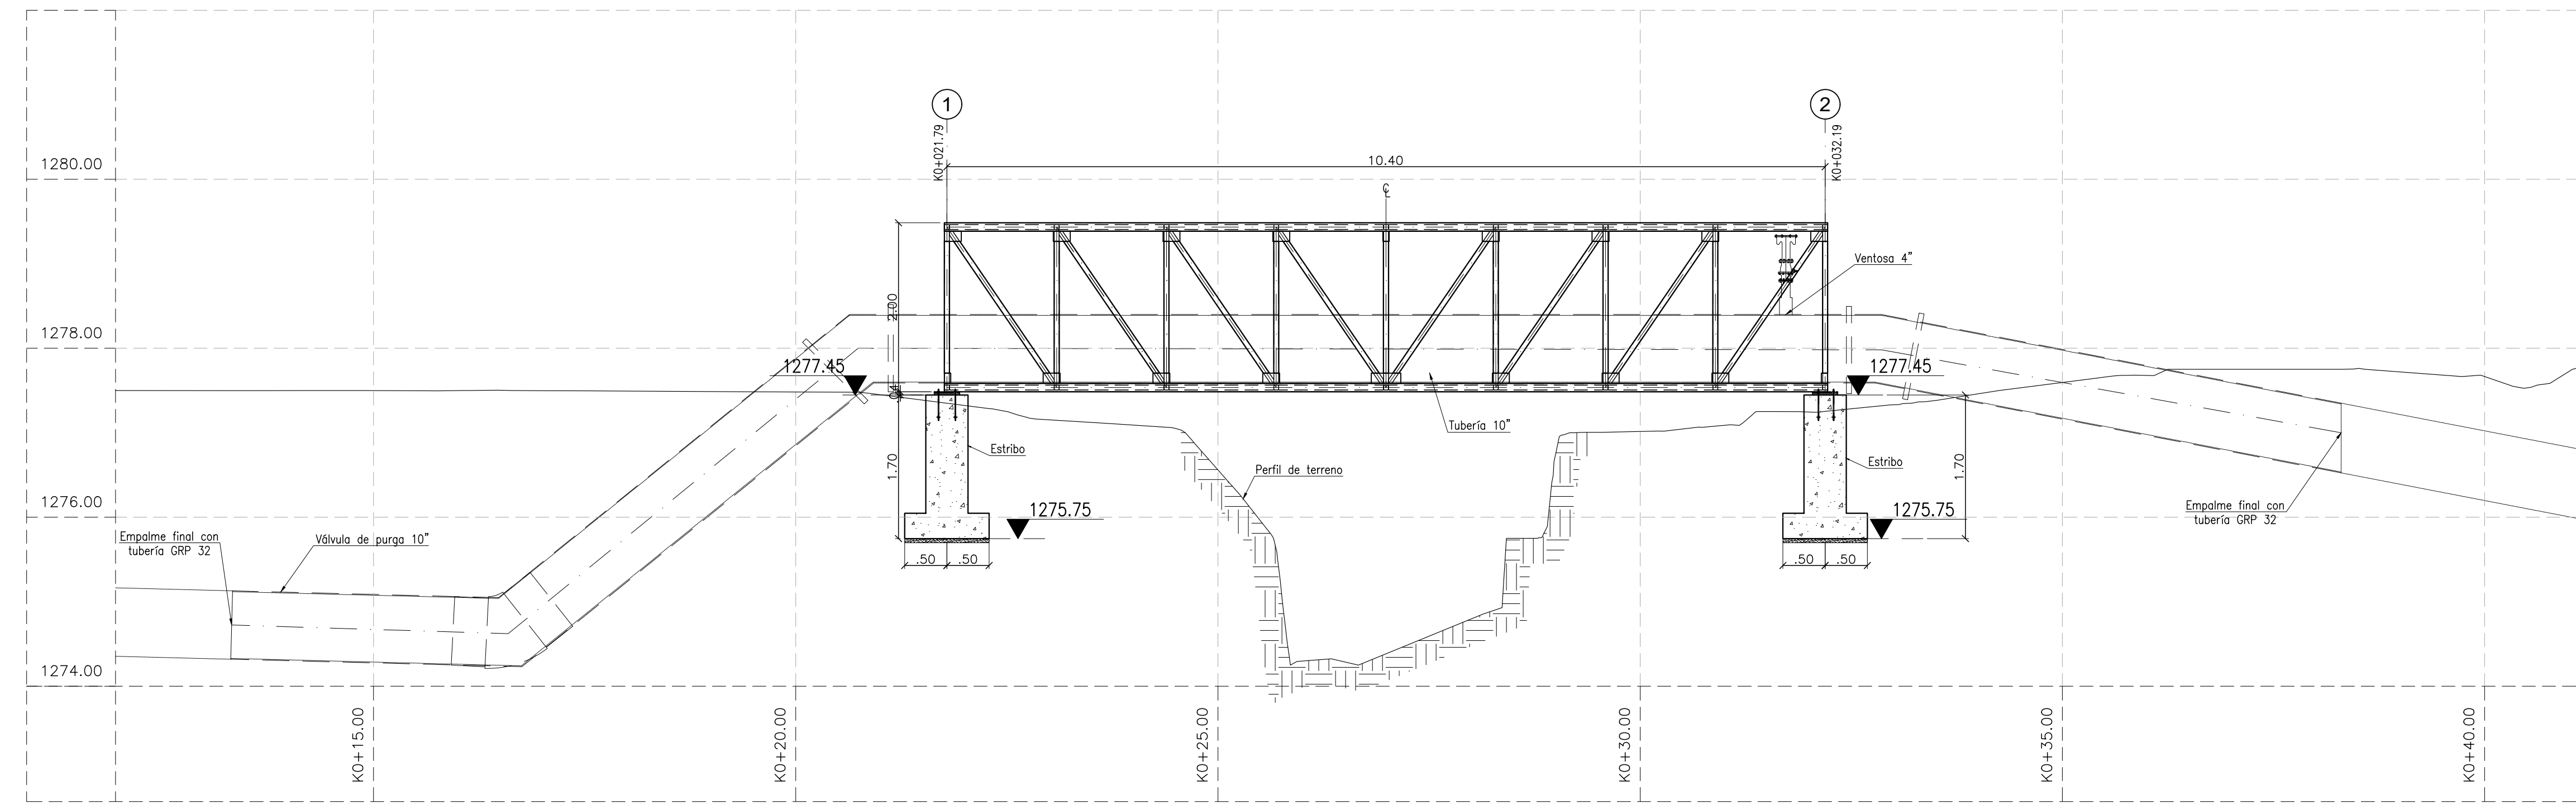 1
2
K0+021.79
K0+032.19
10.40
1280.00
℄
Ventosa 4”
2.00
1278.00
1277.45
1277.45
.04
Tubería 10”
Estribo
Perfil de terreno
Estribo
1.70
1.70
1276.00
1275.75
1275.75
Empalme final con
tubería GRP 32
Válvula de purga 10”
Empalme final con
tubería GRP 32
.50
.50
.50
.50
1274.00
K0+15.00
K0+20.00
K0+25.00
K0+30.00
K0+35.00
K0+40.00